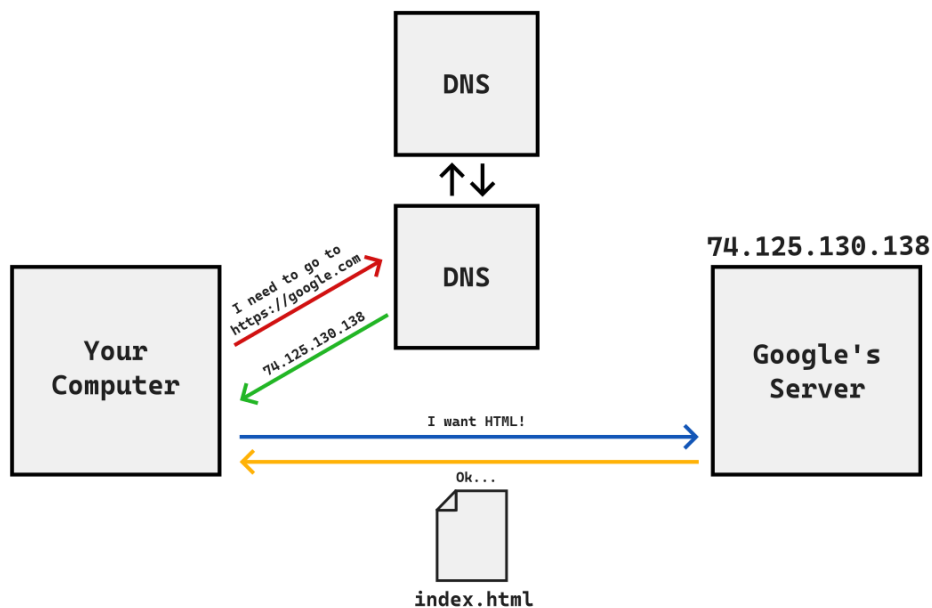 DNS
DNS
74.125.130.138
I need to go to
https://google.com
74.125.130.138
Your
Computer
Google's
Server
I want HTML!
Ok...
index.html